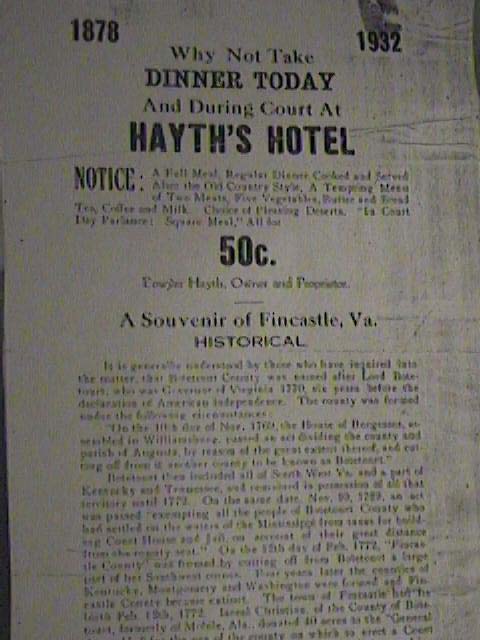 1878
1932
Why Not Take
DINNER TODAY
And During Court At
HAYTH'S HOTEL
NOTICE: A Full Meal, Regular Dinner Cooked and Served
After the Old Country Style, A Tempting Menu
of Two Meats, Five Vegetables, Butter and Bread
Tea, Coffee and Milk. Choice of Pleasing Deserts. "In Court
Day Parlance: Square Meal," All for
50c.
Hayth, Owner and Proprietor.
A Souvenir of Fincastle, Va.
HISTORICAL
It is generally understood by those who have inquired into
the matter, that Botetourt County was named after Lord Bote-
tourt, who was Governor of Virginia 1770, six years before the
declaration of American independence. The county was formed
under the following circumstances:
"On the 10th day of Nov. 1769, the House of Burgesses, as-
sembled in Williamsburg, passed an act dividing the county and
parish of Augusta, by reason of the great extent thereof, and cut-
ting off from it another county to be known as Botetourt."
Botetourt then included all of South West Va. and a part of
Kentucky and Tennessee, and remained in possession of all that
territory until 1772. On the same date, Nov. an act
was passed "exempting all the people of Botetourt County who
had settled on the waters of the Mississippi from taxes for build-
ing Court House and Jail, on account of their great distance
from the county seat." On the 15th day of Feb. 1772, "Fincas-
tle County" was formed by cutting off from Botetourt a large
part of her Southwest corner. Four years later the counties of
Kentucky, Montgomery and Washington were formed and Fin-
castle County became extinct. The town of Fincastle
Feb. 12th, 1772. Israel Christian, of the County of Bote-
tourt, formerly of Mobile, Ala., donated 40 acres to the "General
of the county on which to erect a Court